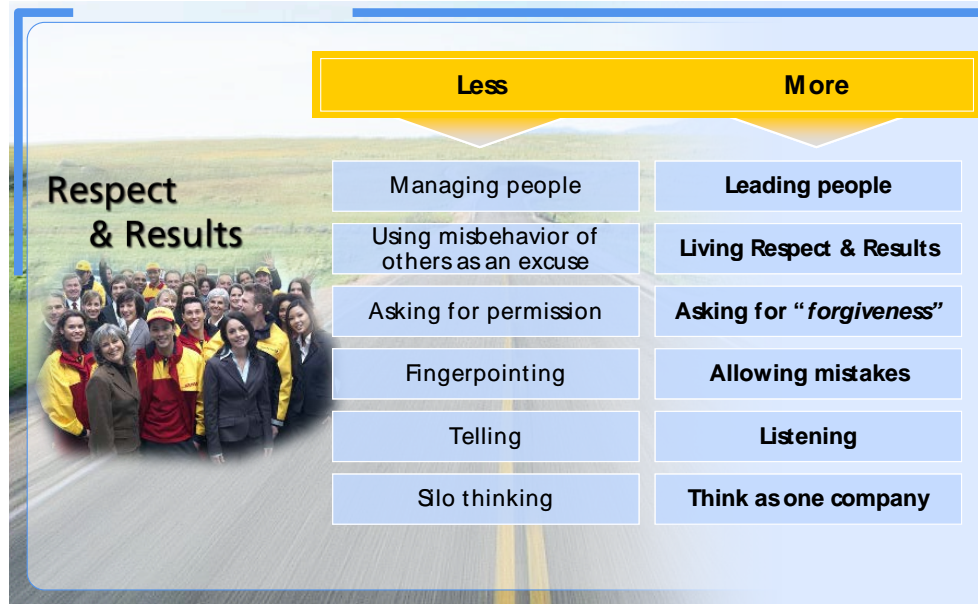 Less
More
Respect
& Results
Managing people
Leading people
Using misbehavior of
others as an excuse
Living Respect & Results
Asking for permission
Asking for “forgiveness”
Fingerpointing
Allowing mistakes
Telling
Listening
Silo thinking
Think as one company